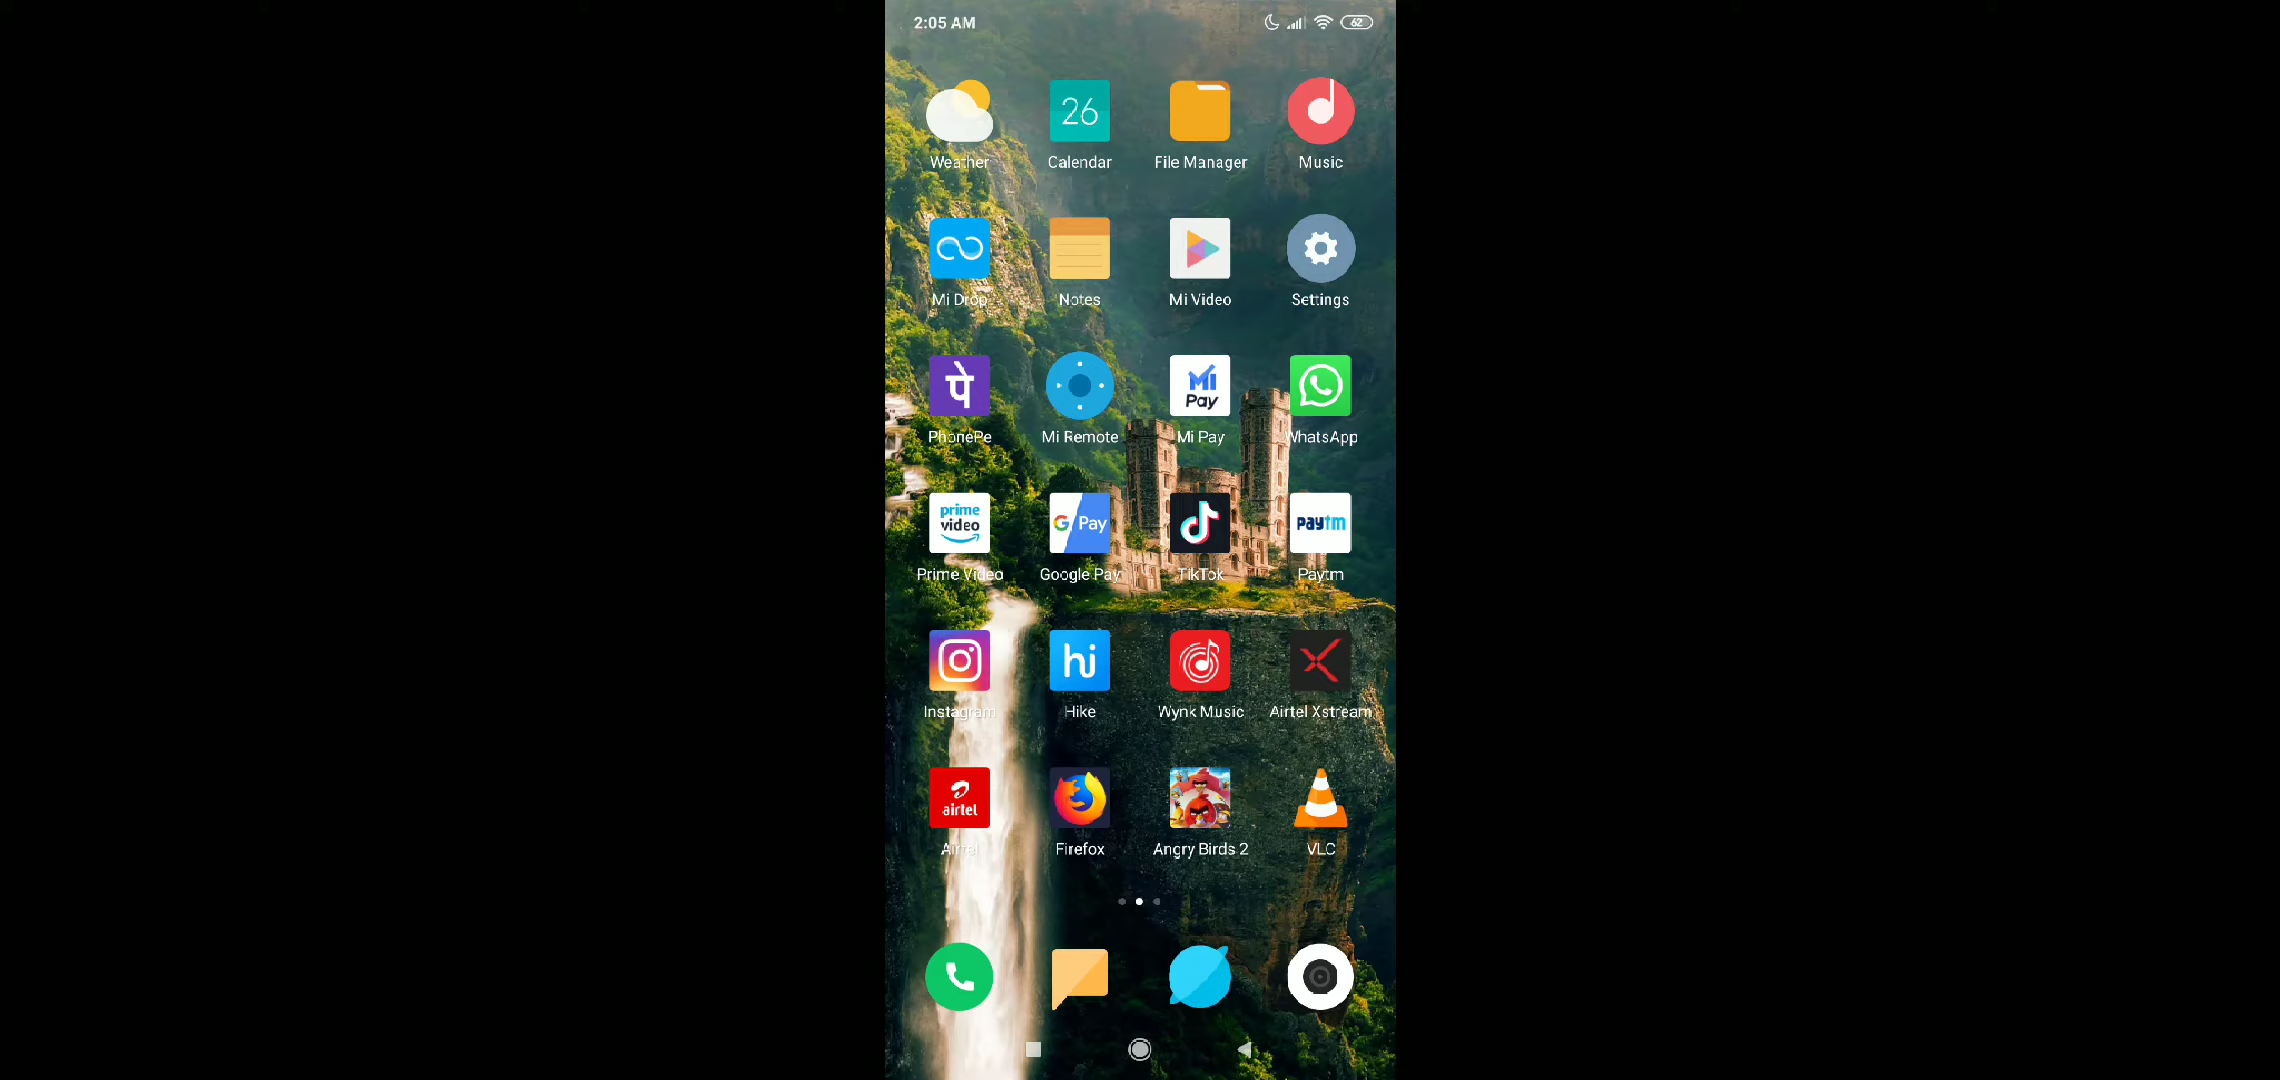 2:05 AM 62
26
Weather Calendar File Manager Music
Mi Drop Notes Mi Video Settings
पे mi Pay
PhonePe Mi Remote Mi Pay WhatsApp
prime video G Pay paytm
Prime Video Google Pay TikTok Paytm
hi
Instagram Hike Wynk Music Airtel Xstream
airtel
Airtel Firefox Angry Birds 2 VLC